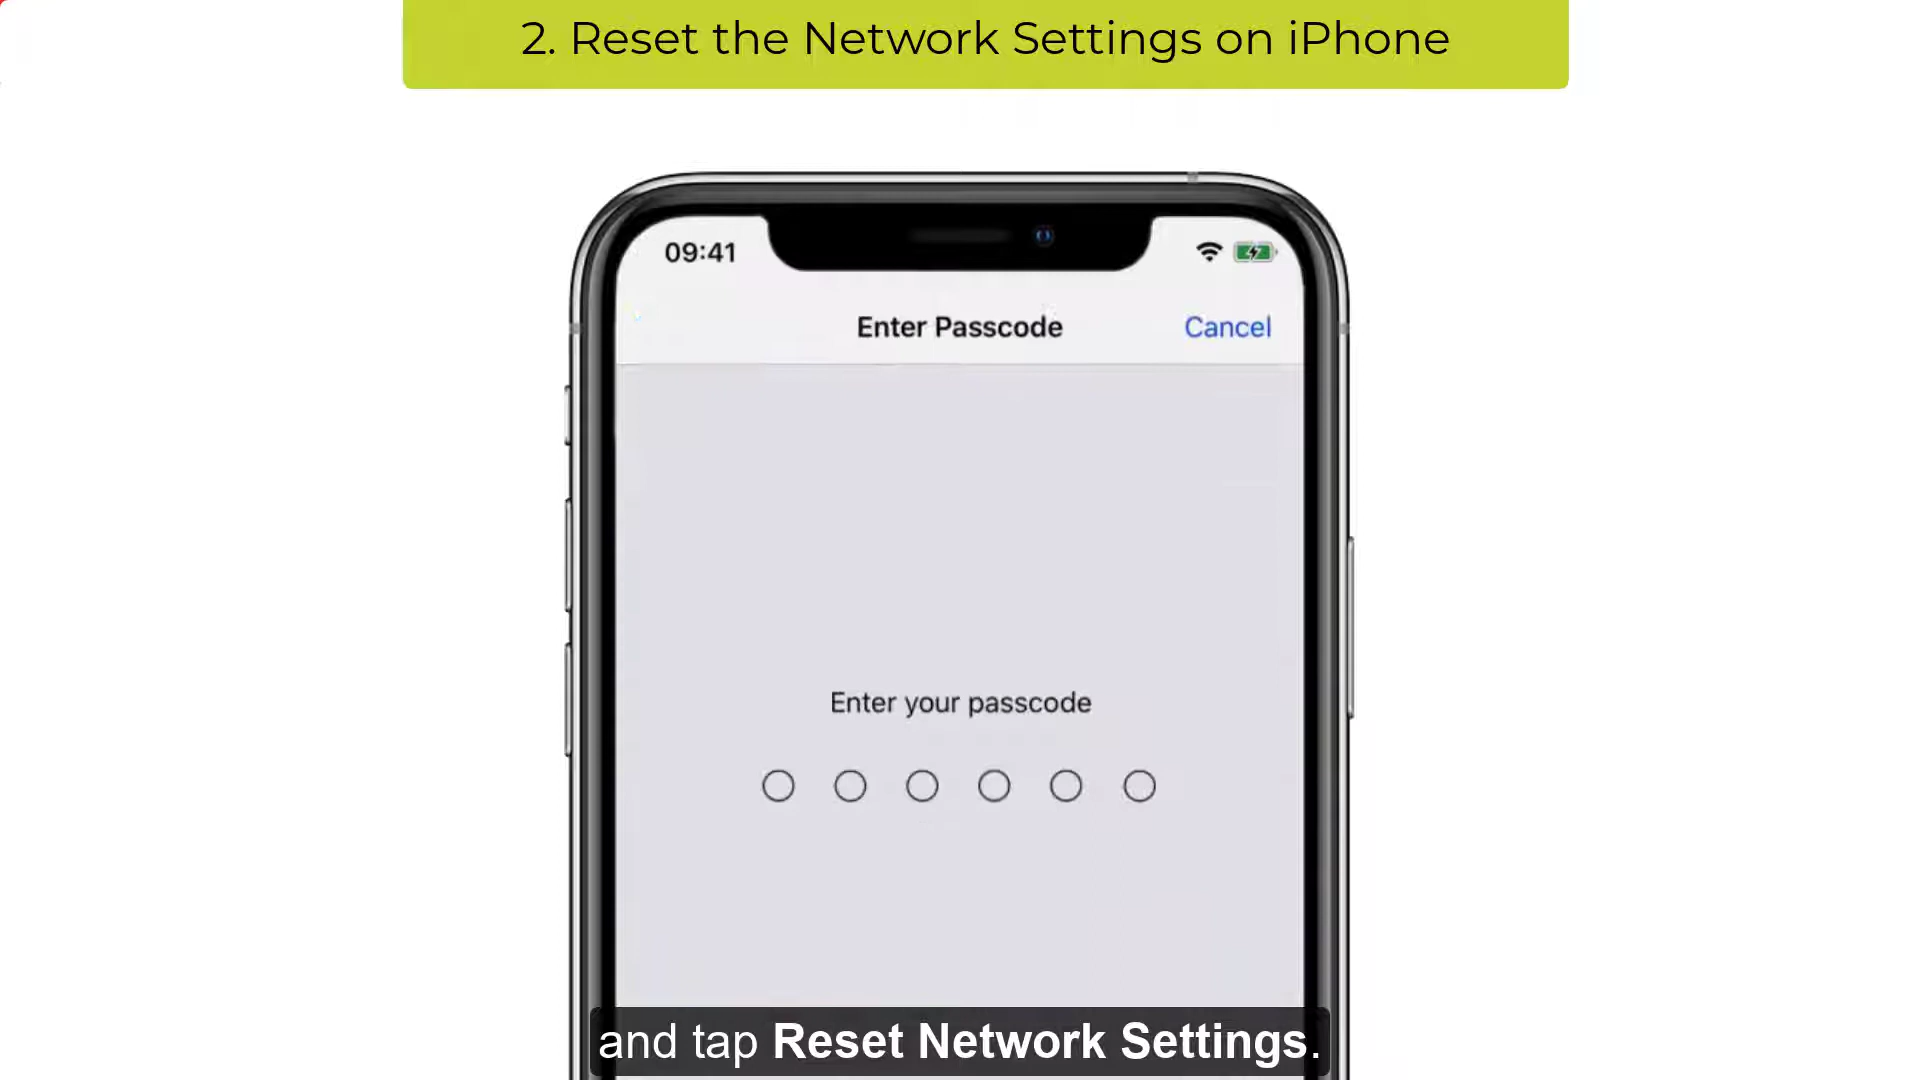 2. Reset the Network Settings on iPhone
09:41
Enter Passcode
Cancel
Enter your passcode
and tap Reset Network Settings.